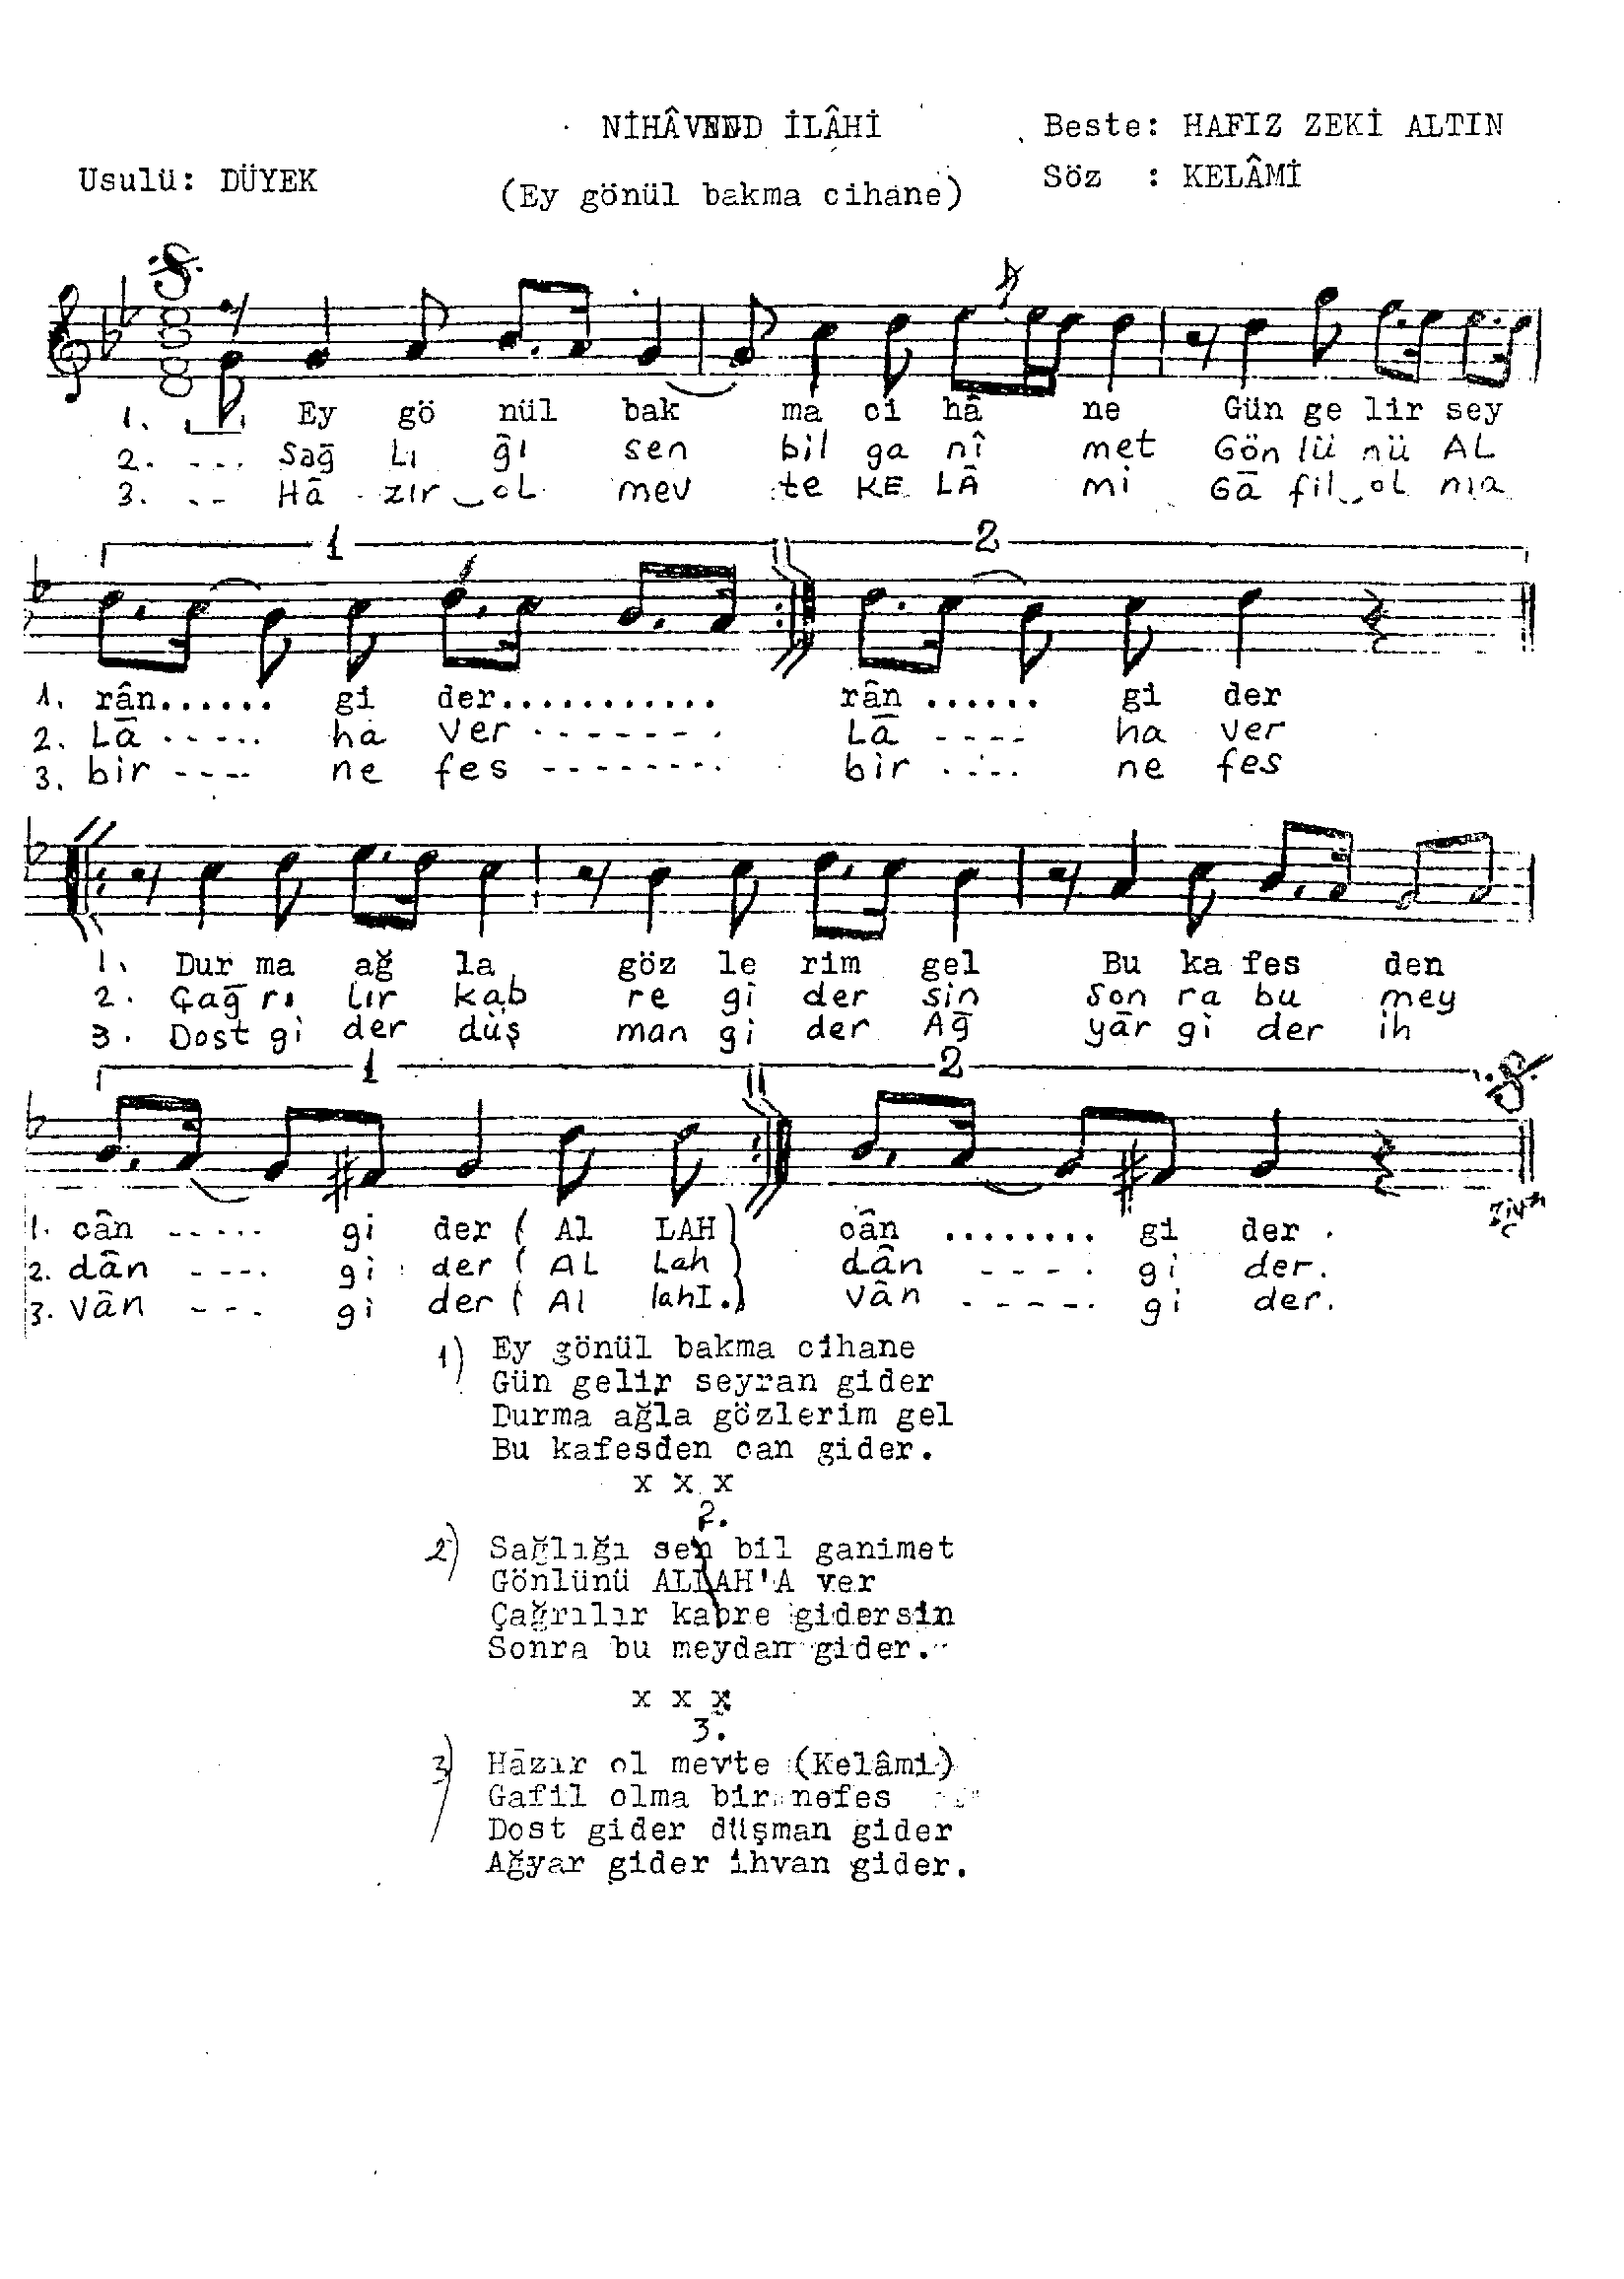 NİHÂVEND İLÂHİ
Beste: HAFIZ ZEKİ ALTIN
Usulü: DÜYEK
(Ey gönül bakma cihane)
Söz : KELÂMİ
1. Ey gö nül bak ma ci hâ ne Gün ge lir sey
2. --- Sağ Lı ğı sen bil ga nî met Gön lü nü AL
3. -- Hâ zır ol mev te KE LÂ mi Gā fil ol ma
1 2
1. rân...... gi der........... rân ...... gi der
2. Lā ----- ha ver ------- Lā ---- ha ver
3. bir ---- ne fes -------- bir ---- ne fes
1. Dur ma ağ la göz le rim gel Bu ka fes den
2. Çağ rı lır kab re gi der sin Son ra bu mey
3. Dost gi der düş man gi der Ağ yār gi der ih
1 2
1. cân ----- gi der ( Al LAH) cân ........ gi der .
2. dân ---- gi der ( AL Lah ) dân ---- gi der.
3. vân --- gi der ( Al lahI.) vân ----- gi der.
1) Ey gönül bakma cihane
Gün gelir seyran gider
Durma ağla gözlerim gel
Bu kafesden can gider.
x x x
2.
2) Sağlığı sen bil ganimet
Gönlünü ALLAH'A ver
Çağrılır kabre gidersin
Sonra bu meydan gider.
x x x
3.
3) Hāzır ol mevte (Kelâmi)
Gafil olma bir nefes
Dost gider düşman gider
Ağyar gider ihvan gider.